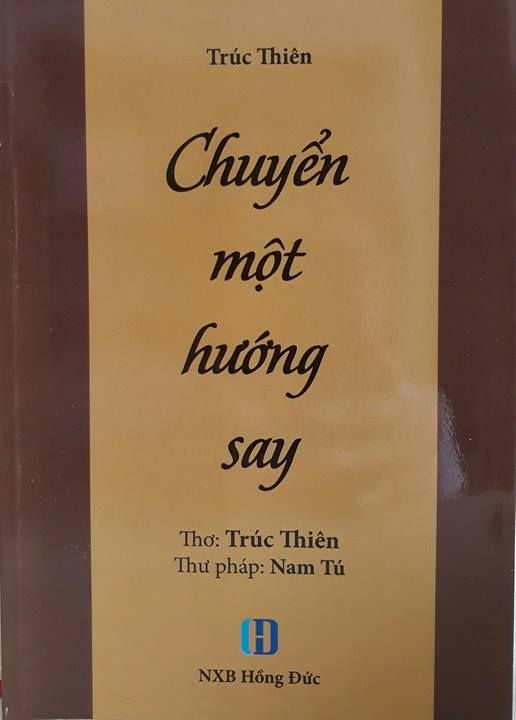 Trúc Thiên
Chuyển
một
hướng
say
Thơ: Trúc Thiên
Thư pháp: Nam Tú
NXB Hồng Đức